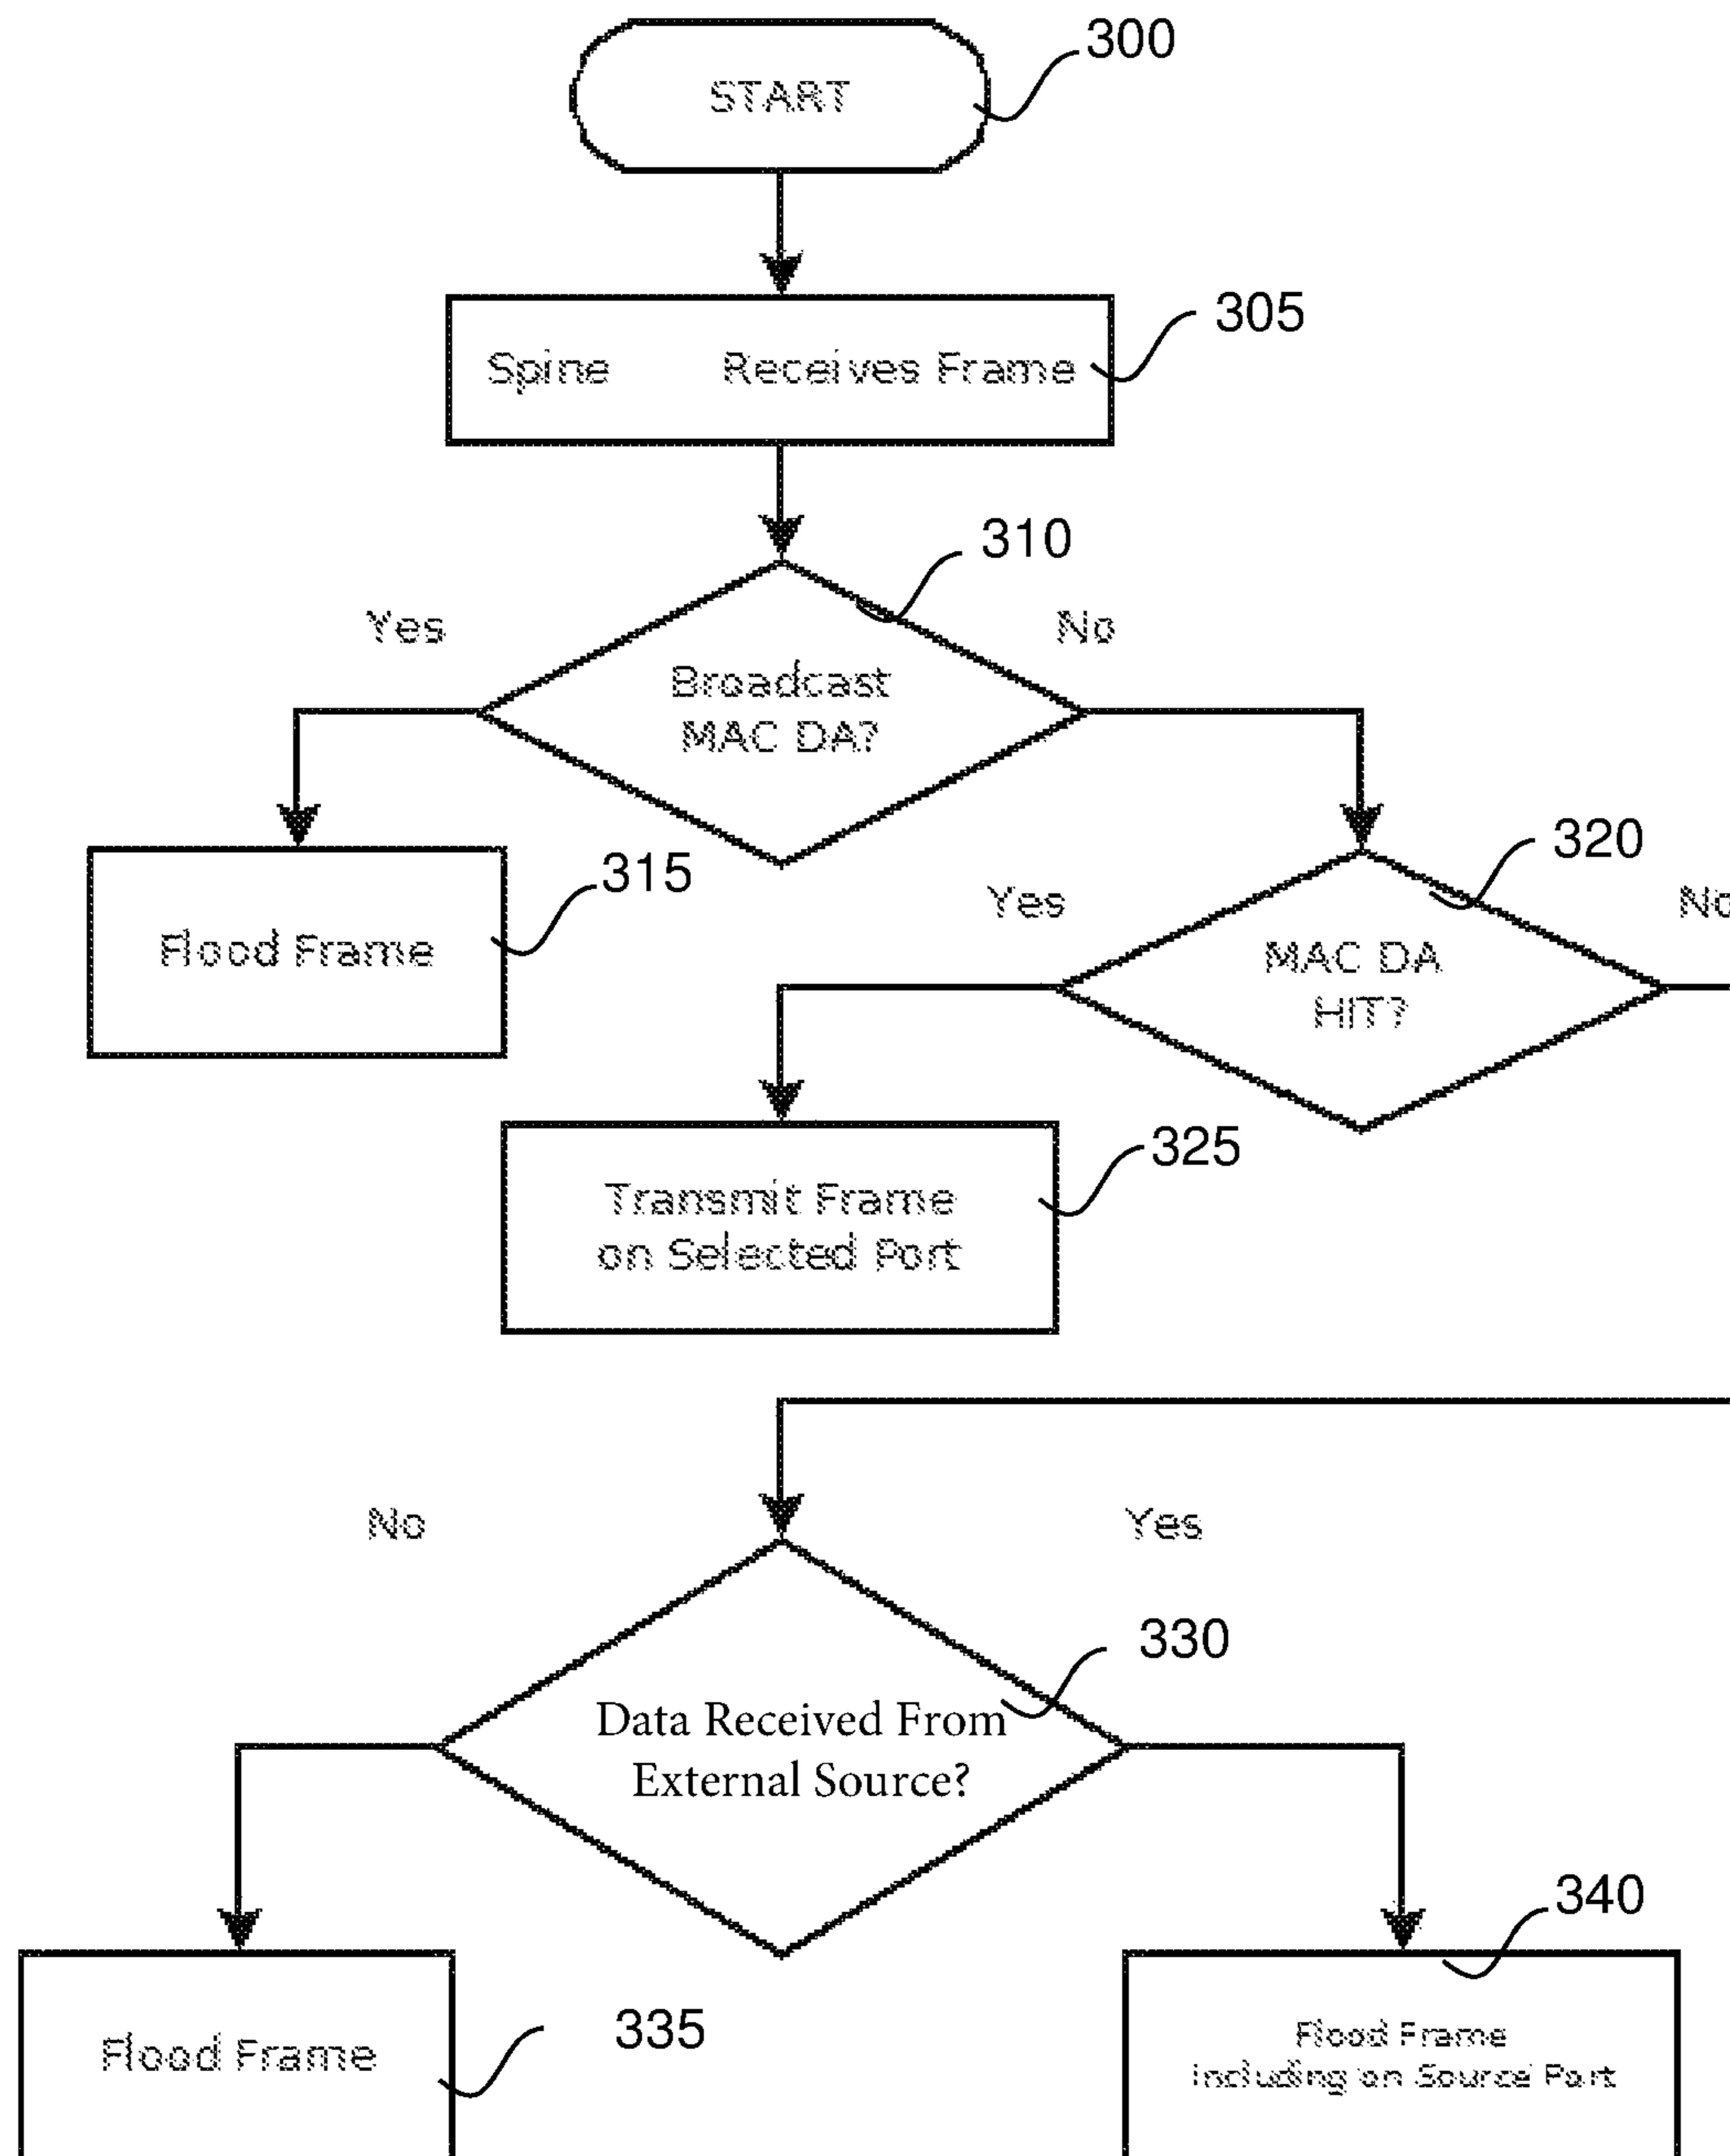 300
START
305
Spine Receives Frame
310
Yes
No
Broadcast
MAC DA?
315
Flood Frame
320
Yes
No
MAC DA
HIT?
325
Transmit Frame
on Selected Port
No
Yes
330
Data Received From
External Source?
335
Flood Frame
340
Flood Frame
including on Source Port